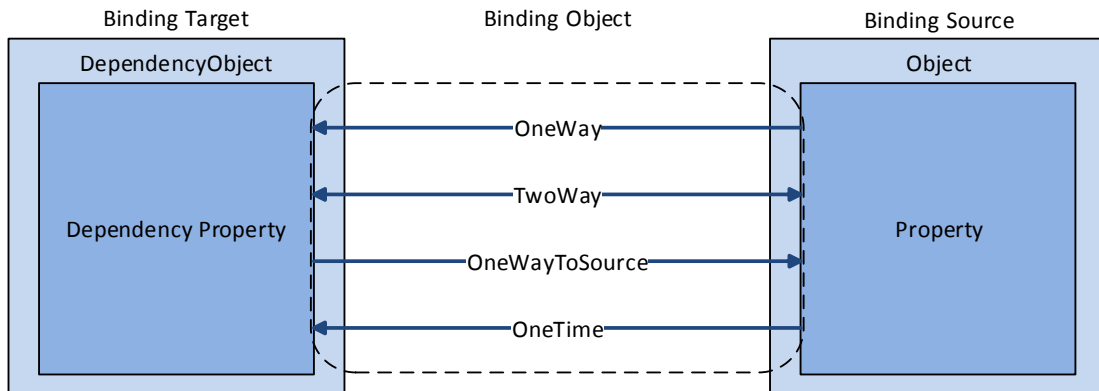 Binding Target
Binding Object
Binding Source
DependencyObject
Object
OneWay
TwoWay
Dependency Property
Property
OneWayToSource
OneTime